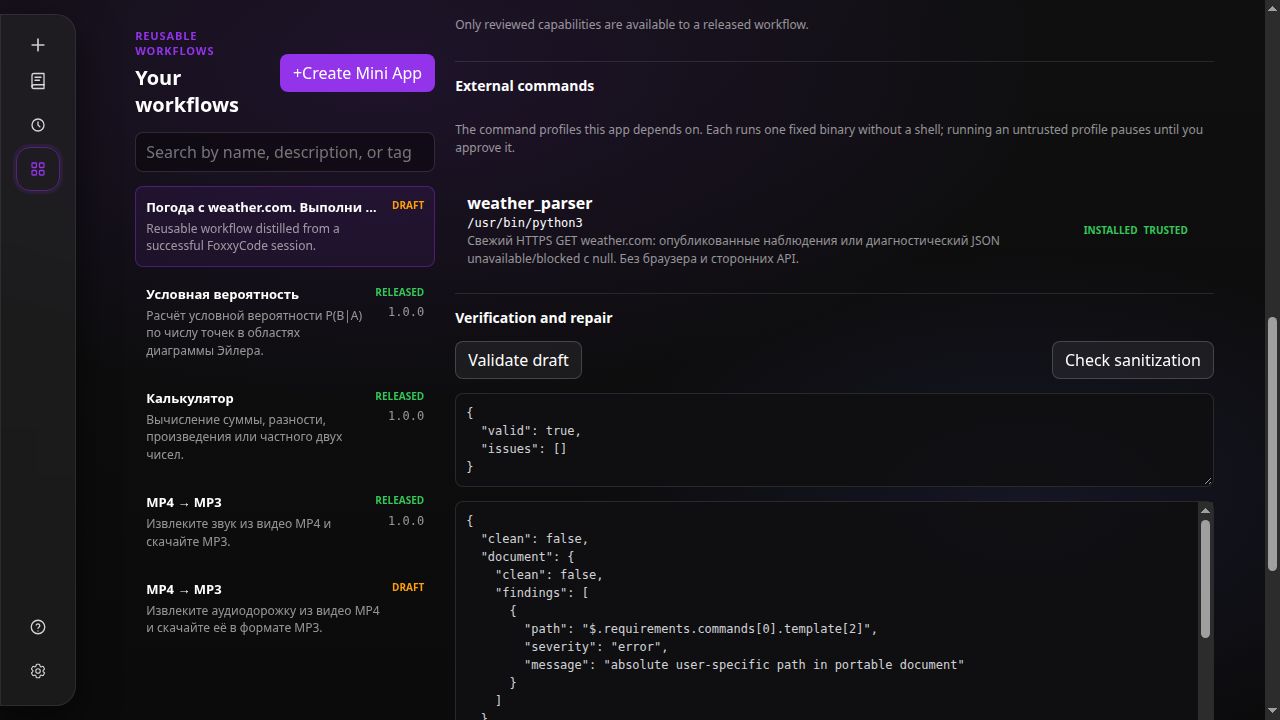 REUSABLE
WORKFLOWS
Your
workflows
+Create Mini App
Search by name, description, or tag
Погода с weather.com. Выполни ...
DRAFT
Reusable workflow distilled from a
successful FoxxyCode session.
Условная вероятность
RELEASED
1.0.0
Расчёт условной вероятности P(B|A)
по числу точек в областях
диаграммы Эйлера.
Калькулятор
RELEASED
1.0.0
Вычисление суммы, разности,
произведения или частного двух
чисел.
MP4 → MP3
RELEASED
1.0.0
Извлеките звук из видео MP4 и
скачайте MP3.
MP4 → MP3
DRAFT
Извлеките аудиодорожку из видео MP4
и скачайте её в формате MP3.
Only reviewed capabilities are available to a released workflow.
External commands
The command profiles this app depends on. Each runs one fixed binary without a shell; running an untrusted profile pauses until you
approve it.
weather_parser
/usr/bin/python3
Свежий HTTPS GET weather.com: опубликованные наблюдения или диагностический JSON
unavailable/blocked с null. Без браузера и сторонних API.
INSTALLED TRUSTED
Verification and repair
Validate draft
Check sanitization
{
  "valid": true,
  "issues": []
}
{
  "clean": false,
  "document": {
    "clean": false,
    "findings": [
      {
        "path": "$.requirements.commands[0].template[2]",
        "severity": "error",
        "message": "absolute user-specific path in portable document"
      }
    ]
  }